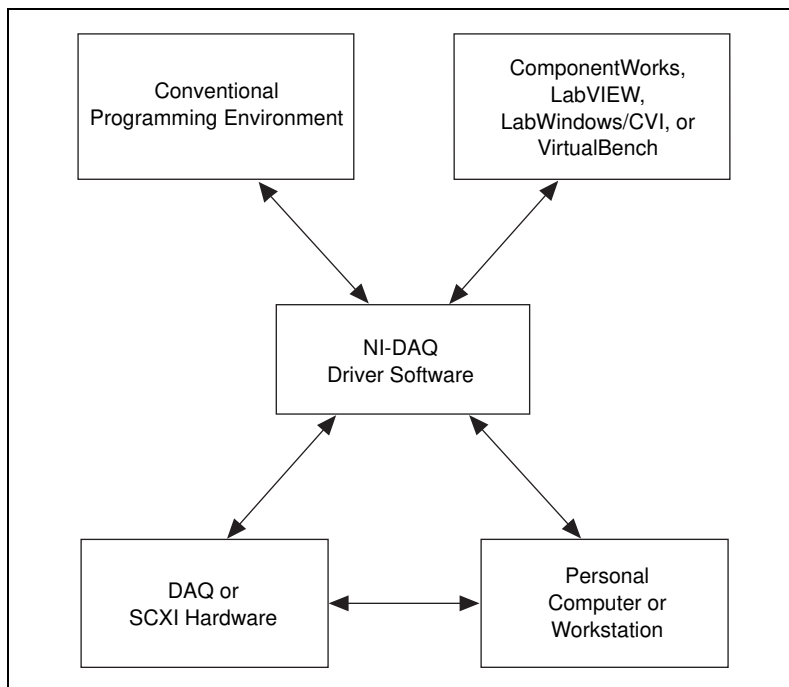 Conventional
Programming Environment
ComponentWorks,
LabVIEW,
LabWindows/CVI, or
VirtualBench
NI-DAQ
Driver Software
DAQ or
SCXI Hardware
Personal
Computer or
Workstation